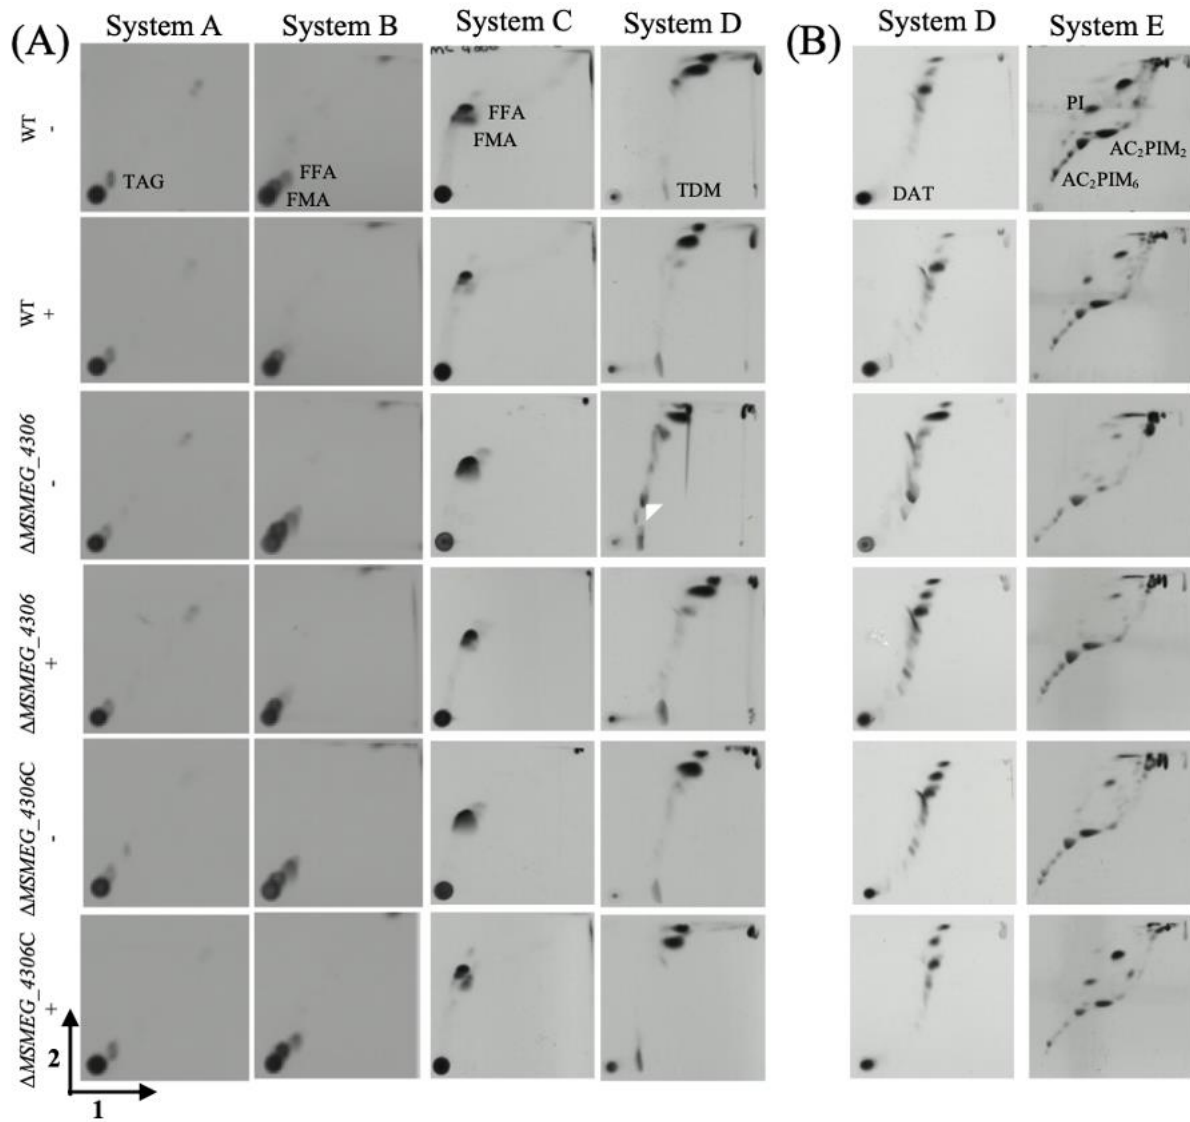 (A)
System A
System B
System C
System D
(B)
System D
System E
WT
-
TAG
FFA
FMA
FFA
FMA
TDM
DAT
PI
AC₂PIM₂
AC₂PIM₆
WT
+
ΔMSMEG_4306
-
ΔMSMEG_4306
+
ΔMSMEG_4306C
-
ΔMSMEG_4306C
+
2
1